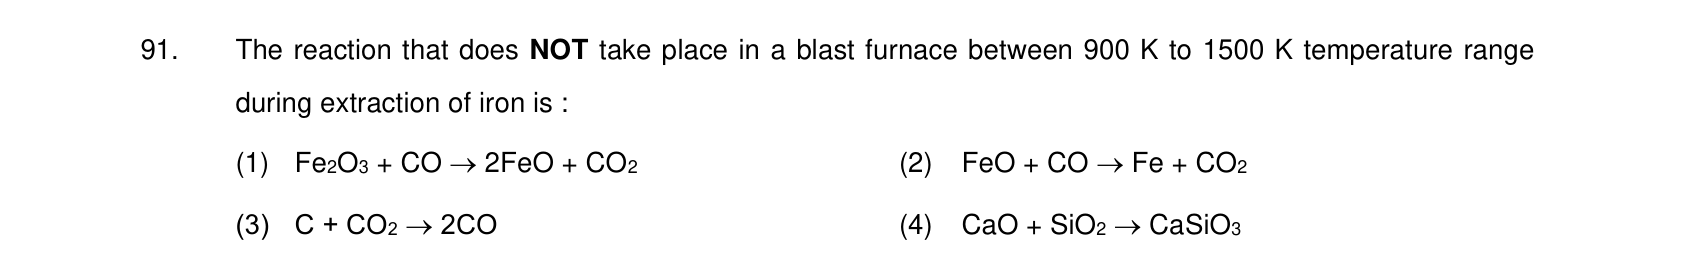 91. The reaction that does NOT take place in a blast furnace between 900 K to 1500 K temperature range
during extraction of iron is :
(1) Fe₂O₃ + CO → 2FeO + CO₂ (2) FeO + CO → Fe + CO₂
(3) C + CO₂ → 2CO (4) CaO + SiO₂ → CaSiO₃